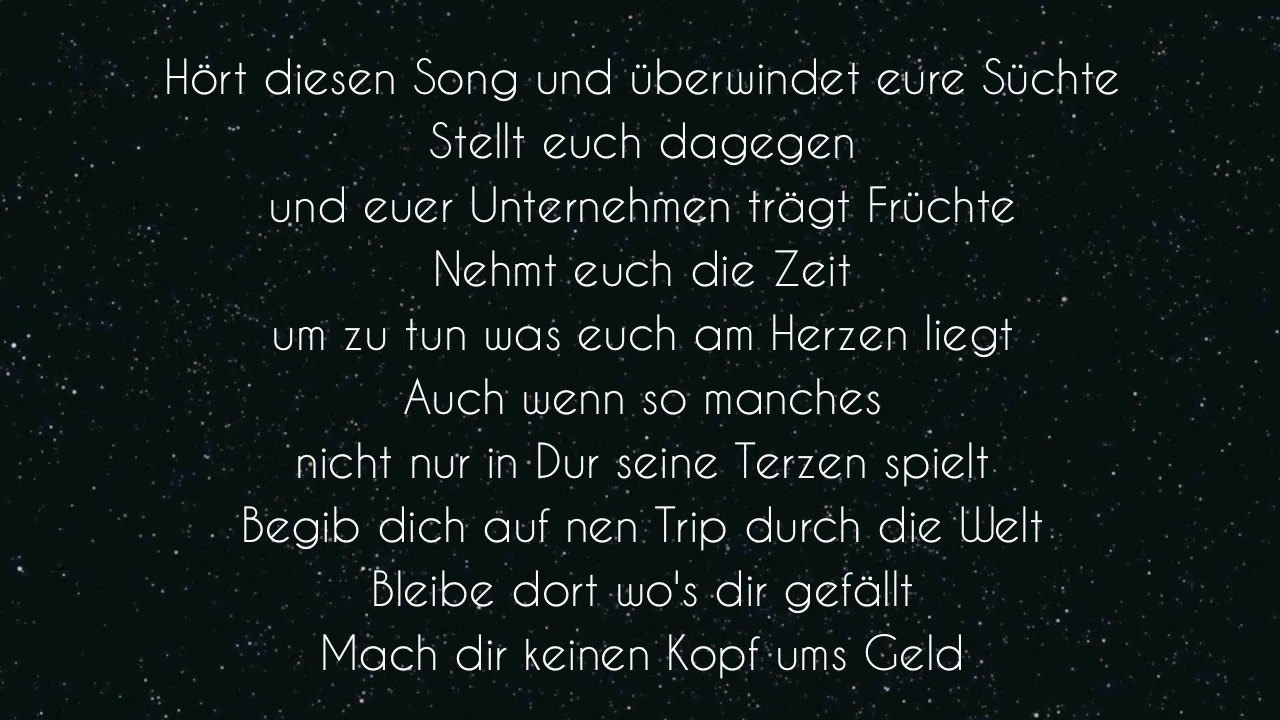 Hört diesen Song und überwindet eure Süchte
Stellt euch dagegen
und euer Unternehmen trägt Früchte
Nehmt euch die Zeit
um zu tun was euch am Herzen liegt
Auch wenn so manches
nicht nur in Dur seine Terzen spielt
Begib dich auf nen Trip durch die Welt
Bleibe dort wo's dir gefällt
Mach dir keinen Kopf ums Geld